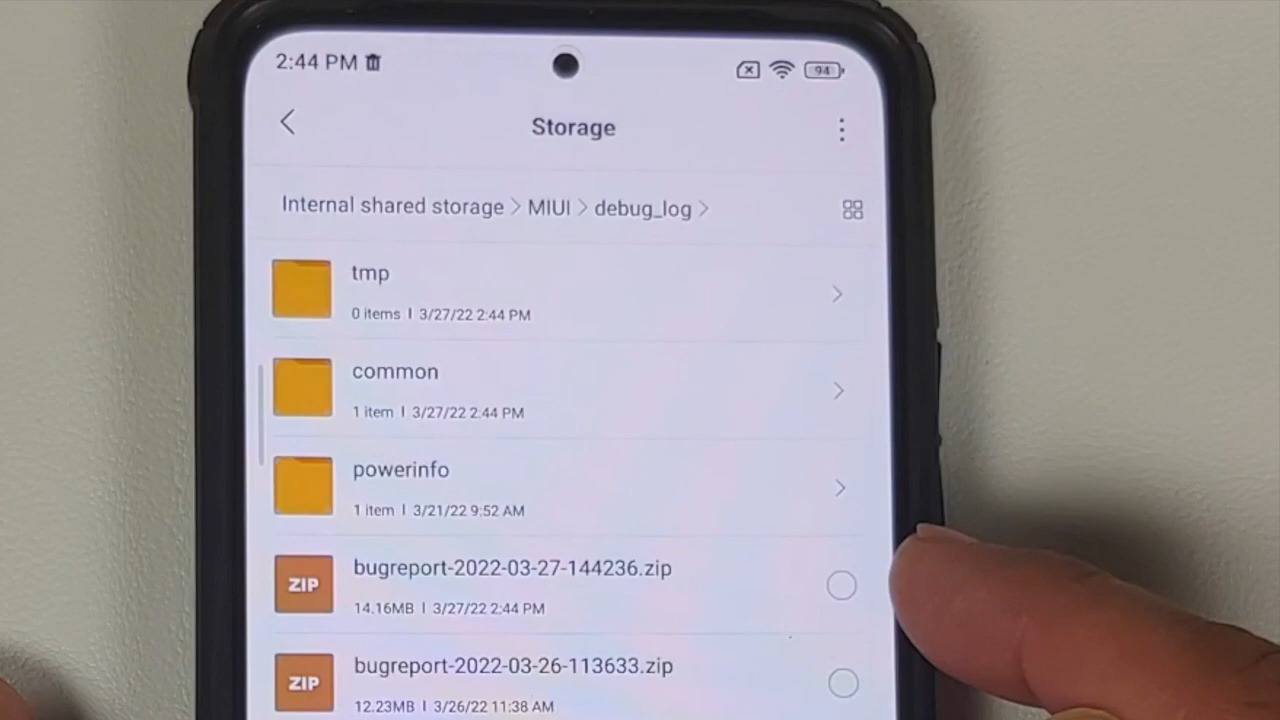 2:44 PM
94
Storage
Internal shared storage > MIUI > debug_log >
tmp
0 items | 3/27/22 2:44 PM
common
1 item | 3/27/22 2:44 PM
powerinfo
1 item | 3/21/22 9:52 AM
ZIP
bugreport-2022-03-27-144236.zip
14.16MB | 3/27/22 2:44 PM
ZIP
bugreport-2022-03-26-113633.zip
12.23MB | 3/26/22 11:38 AM